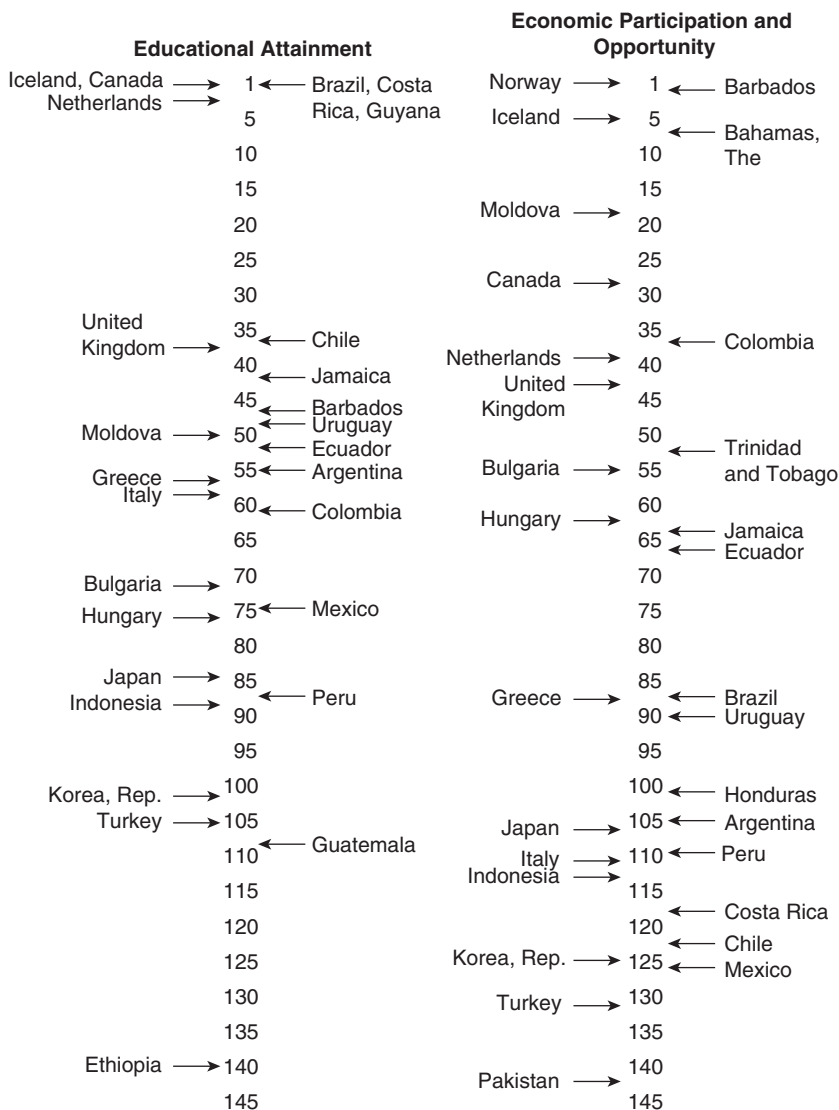 Educational Attainment
Iceland, Canada 1 Brazil, Costa
Netherlands Rica, Guyana
5
10
15
20
25
30
United 35 Chile
Kingdom
40 Jamaica
45 Barbados
Uruguay
Moldova 50
Ecuador
55 Argentina
Greece
Italy
60 Colombia
65
70
Bulgaria
Hungary 75 Mexico
80
Japan 85
Indonesia Peru
90
95
100
Korea, Rep.
Turkey 105
Guatemala
110
115
120
125
130
135
Ethiopia 140
145
Economic Participation and
Opportunity
Norway 1 Barbados
Iceland 5
Bahamas,
10 The
15
Moldova 20
25
Canada 30
35 Colombia
Netherlands 40
United
Kingdom 45
50
Trinidad
Bulgaria 55 and Tobago
60
Hungary
65 Jamaica
Ecuador
70
75
80
85
Greece Brazil
90 Uruguay
95
100 Honduras
105 Argentina
Japan
Italy 110 Peru
Indonesia
115
Costa Rica
120
Chile
Korea, Rep. 125 Mexico
Turkey 130
135
140
Pakistan
145